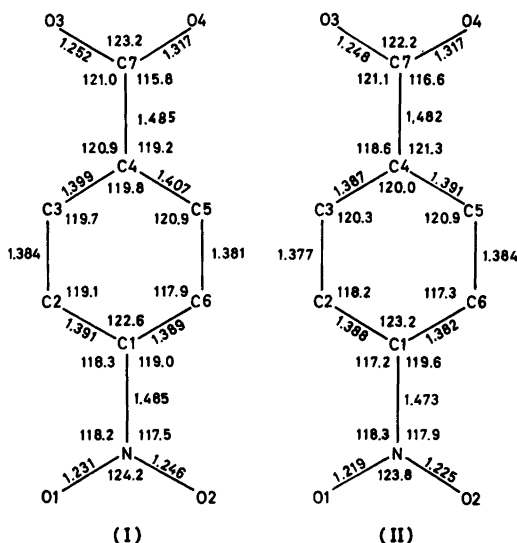 O3 123.2 O4 O3 122.2 O4
1.252 C7 1.317 1.248 C7 1.317
121.0 115.8 121.1 116.6
1.485 1.482
120.9 119.2 118.6 121.3
C4 C4
1.399 119.8 1.407 1.387 120.0 1.391
C3 C5 C3 C5
119.7 120.9 120.3 120.9
1.384 1.381 1.377 1.384
119.1 117.9 118.2 117.3
C2 C6 C2 C6
1.391 122.6 1.389 1.388 123.2 1.382
C1 C1
118.3 119.0 117.2 119.6
1.465 1.473
118.2 117.5 118.3 117.9
N N
1.231 124.2 1.246 1.219 123.8 1.225
O1 O2 O1 O2
(I) (II)